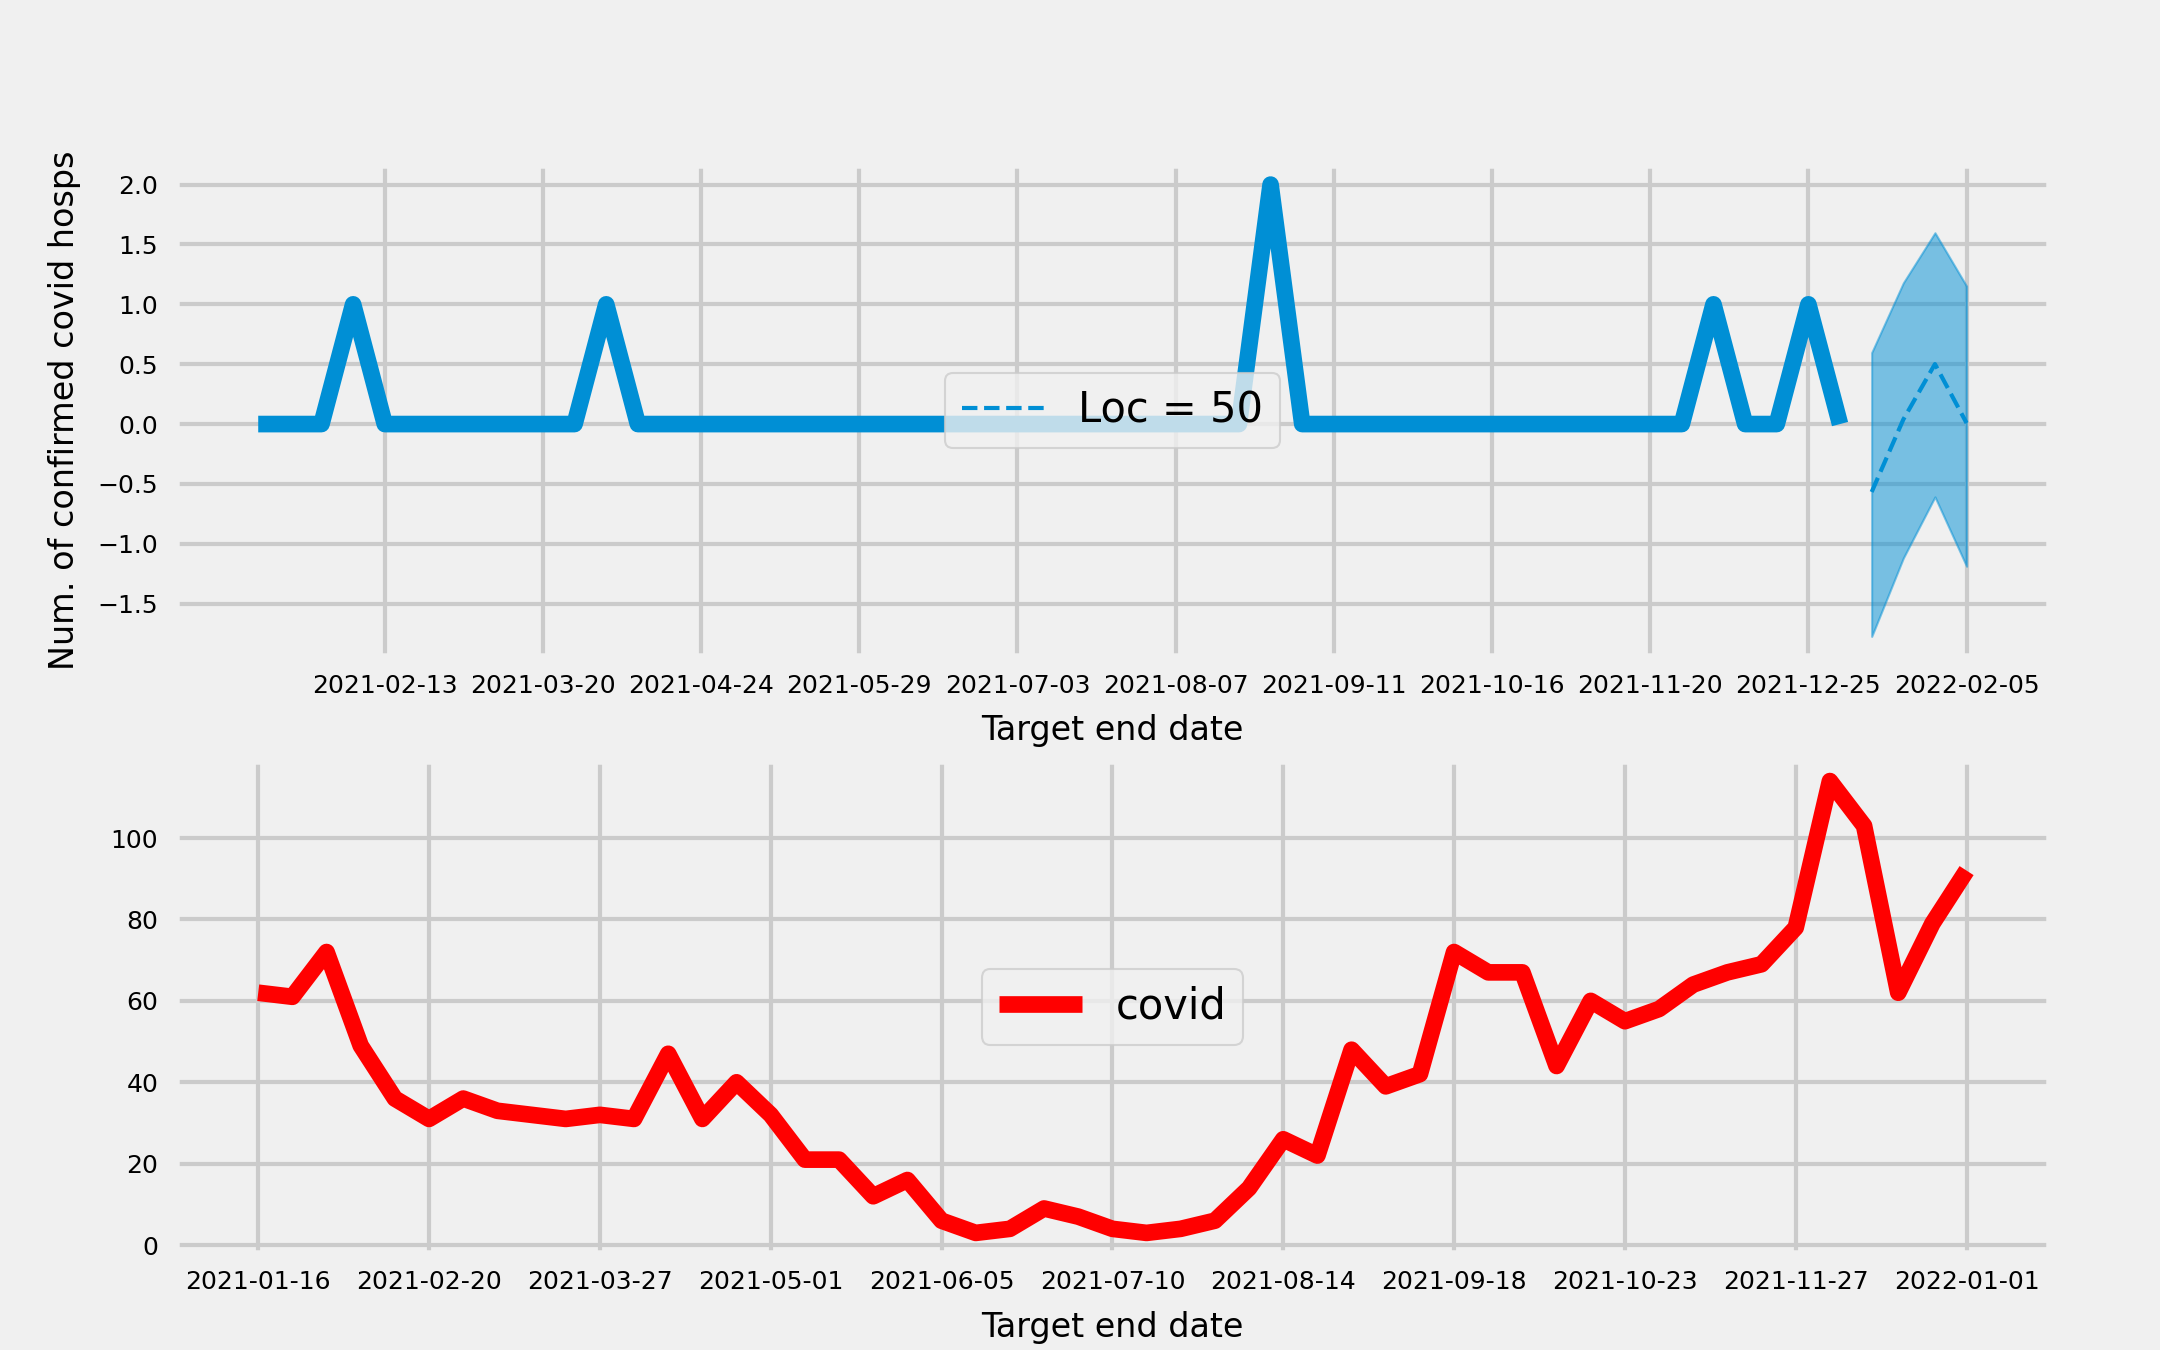 Num. of confirmed covid hosps
2.0
1.5
1.0
0.5
0.0
−0.5
−1.0
−1.5
Loc = 50
2021-02-13 2021-03-20 2021-04-24 2021-05-29 2021-07-03 2021-08-07 2021-09-11 2021-10-16 2021-11-20 2021-12-25 2022-02-05
Target end date
100
80
60
40
20
0
covid
2021-01-16 2021-02-20 2021-03-27 2021-05-01 2021-06-05 2021-07-10 2021-08-14 2021-09-18 2021-10-23 2021-11-27 2022-01-01
Target end date